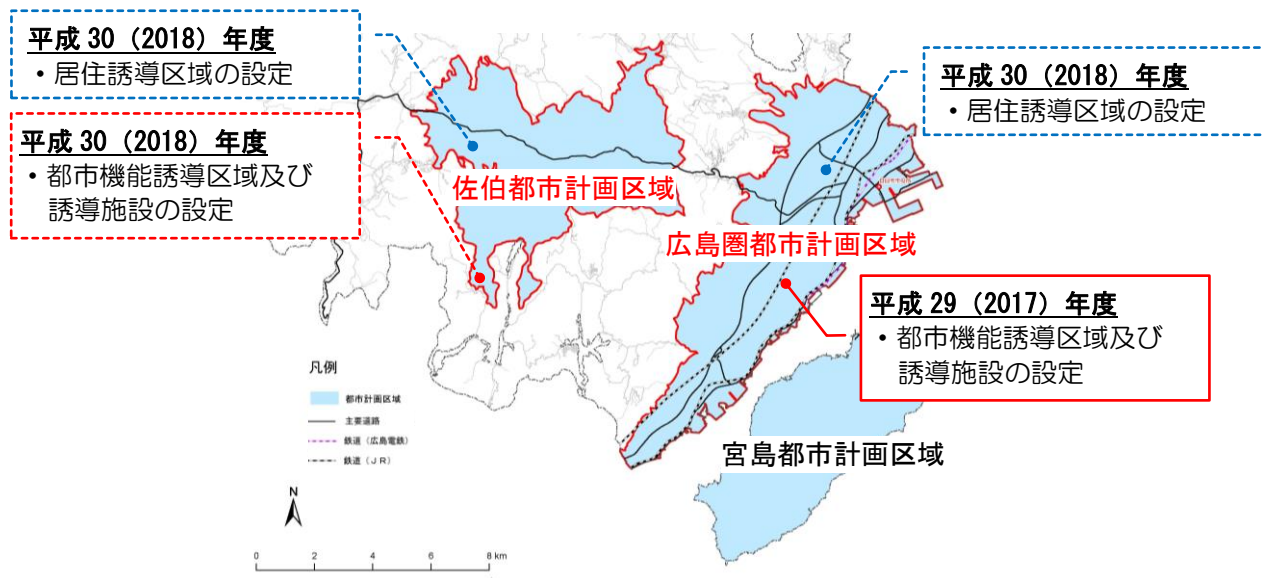 平成 30（2018）年度
・居住誘導区域の設定
平成 30（2018）年度
・都市機能誘導区域及び
誘導施設の設定
平成 30（2018）年度
・居住誘導区域の設定
佐伯都市計画区域
広島圏都市計画区域
平成 29（2017）年度
・都市機能誘導区域及び
誘導施設の設定
宮島都市計画区域
凡例
都市計画区域
主要道路
鉄道（広島電鉄）
鉄道（ＪＲ）
N
0 2 4 6 8 km